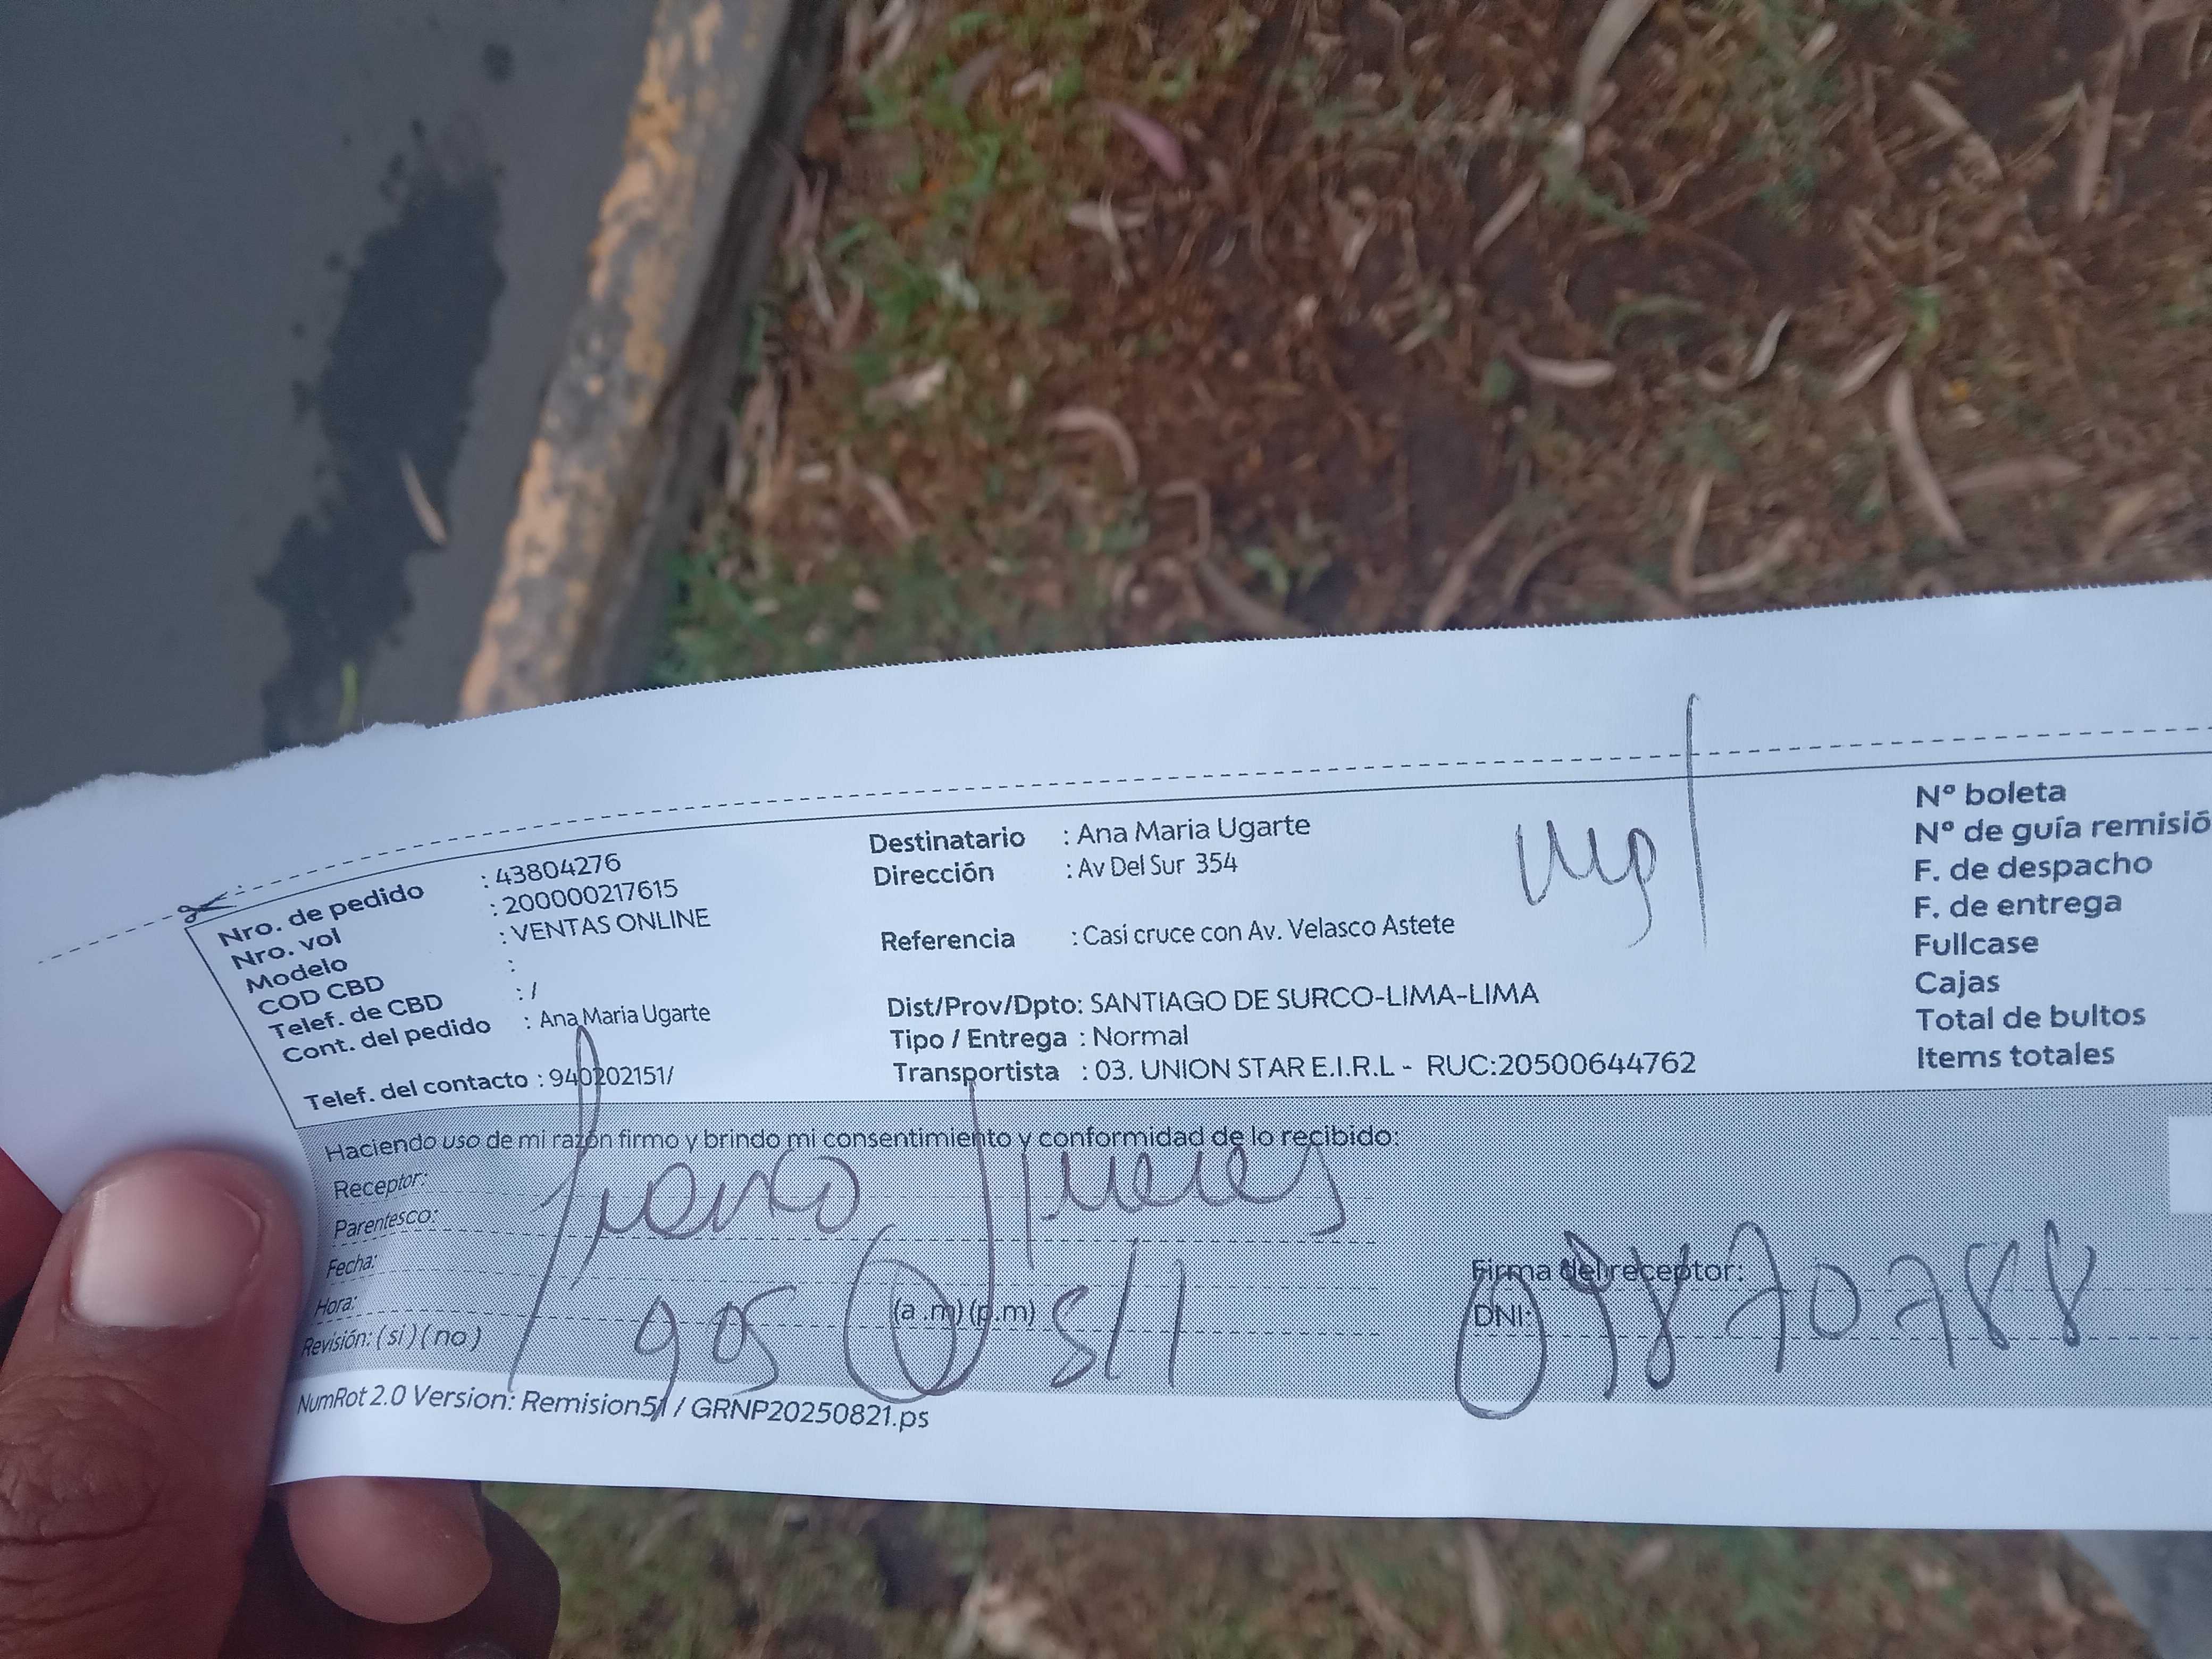 Nro. de pedido : 43804276
Nro. vol : 200000217615
Modelo : VENTAS ONLINE
COD CBD :
Telef. de CBD : /
Cont. del pedido : Ana Maria Ugarte
Telef. del contacto : 940202151/
Destinatario : Ana Maria Ugarte
Dirección : Av Del Sur 354
Referencia : Casi cruce con Av. Velasco Astete
Dist/Prov/Dpto: SANTIAGO DE SURCO-LIMA-LIMA
Tipo / Entrega : Normal
Transportista : 03. UNION STAR E.I.R.L - RUC:20500644762
N° boleta
N° de guía remisió
F. de despacho
F. de entrega
Fullcase
Cajas
Total de bultos
Items totales
Haciendo uso de mi razón firmo y brindo mi consentimiento y conformidad de lo recibido:
Receptor:
Parentesco:
Fecha:
Hora: 905 (a.m) (p.m)
Revisión: (si) (no)
Firma del receptor:
DNI: 09870788
NumRot 2.0 Version: Remision5/1 / GRNP20250821.ps